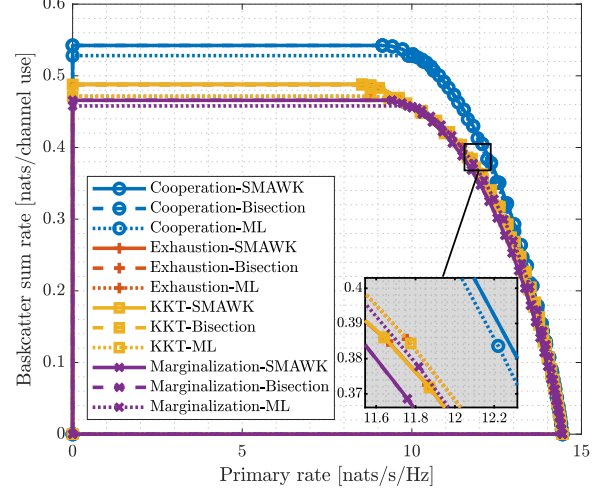 0.6
0.5
0.4
0.3
0.2
0.1
0
Baskcatter sum rate [nats/channel use]
Cooperation-SMAWK
Cooperation-Bisection
Cooperation-ML
Exhaustion-SMAWK
Exhaustion-Bisection
Exhaustion-ML
KKT-SMAWK
KKT-Bisection
KKT-ML
Marginalization-SMAWK
Marginalization-Bisection
Marginalization-ML
0.4
0.39
0.38
0.37
11.6 11.8 12 12.2
0 5 10 15
Primary rate [nats/s/Hz]